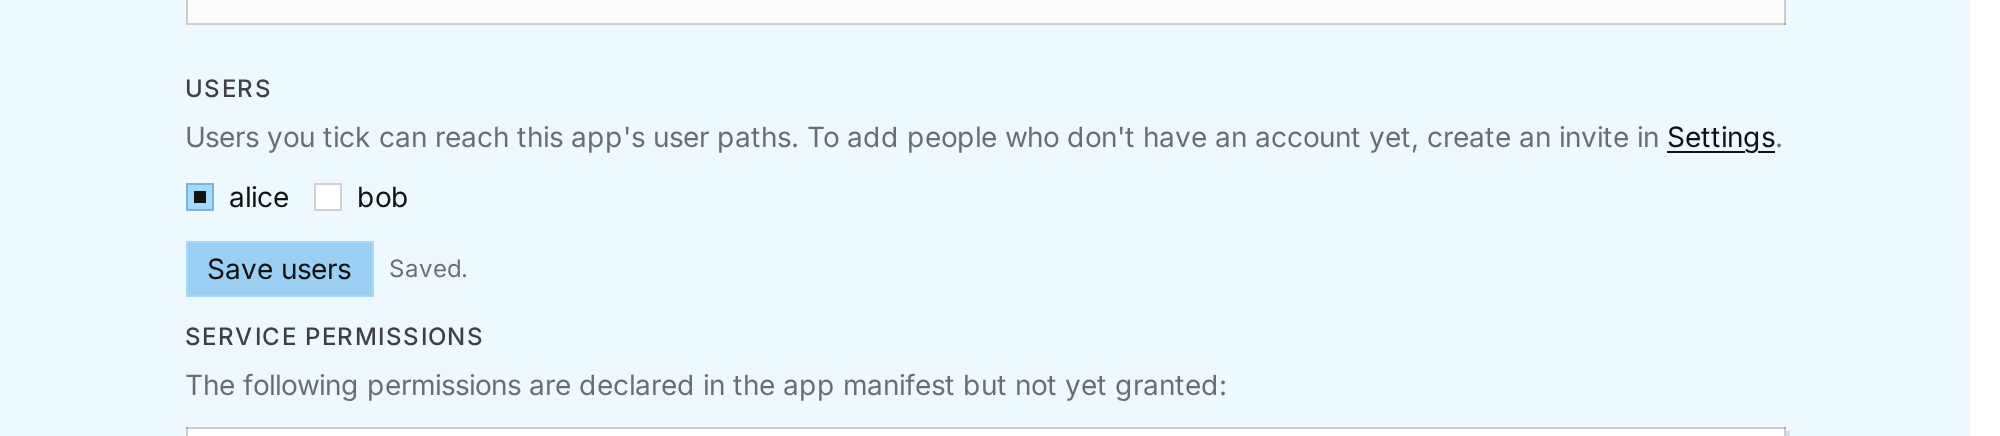 USERS
Users you tick can reach this app's user paths. To add people who don't have an account yet, create an invite in Settings.
alice bob
Save users Saved.
SERVICE PERMISSIONS
The following permissions are declared in the app manifest but not yet granted: